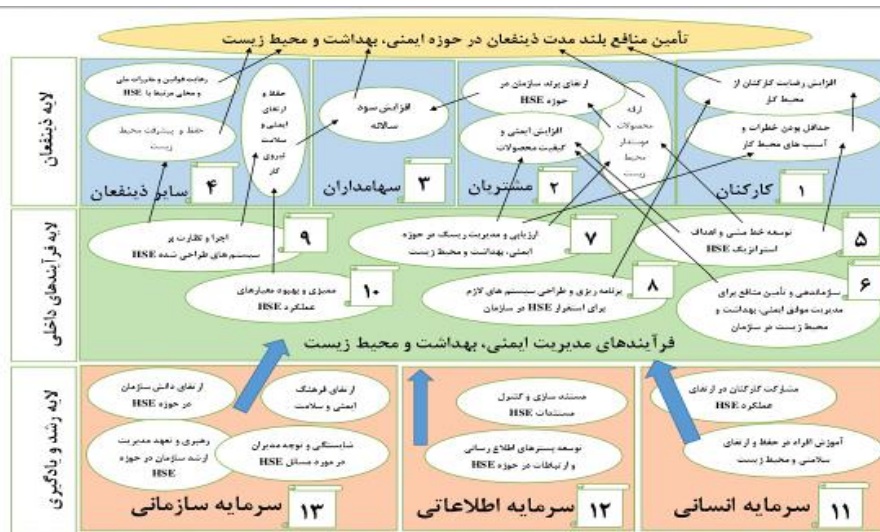 تأمین منافع بلند مدت ذینفعان در حوزه ایمنی، بهداشت و محیط زیست
لایه ذینفعان
افزایش رضایت کارکنان از
محیط کار
حداقل بودن خطرات و
آسیب های محیط کار
۱
کارکنان
ارائه
محصولات
دوستدار
محیط
زیست
ارتقای برند سازمان در
حوزه HSE
افزایش ایمنی و
کیفیت محصولات
۲
مشتریان
افزایش سود
سالانه
۳
سهامداران
حفظ و
ارتقای
ایمنی و
سلامت
نیروی
کار
رعایت قوانین و مقررات ملی
و محلی مرتبط با HSE
حفظ و پیشرفت محیط
زیست
۴
سایر ذینفعان
لایه فرآیندهای داخلی
توسعه خط مشی و اهداف
استراتژیک HSE
۵
سازماندهی و تأمین منافع برای
مدیریت موفق ایمنی، بهداشت و
محیط زیست در سازمان
۶
ارزیابی و مدیریت ریسک در حوزه
ایمنی، بهداشت و محیط زیست
۷
برنامه ریزی و طراحی سیستم های لازم
برای استقرار HSE در سازمان
۸
اجرا و نظارت بر
سیستم های طراحی شده HSE
۹
ممیزی و بهبود معیارهای
عملکرد HSE
۱۰
فرآیندهای مدیریت ایمنی، بهداشت و محیط زیست
لایه رشد و یادگیری
مشارکت کارکنان در ارتقای
عملکرد HSE
آموزش افراد در حفظ و ارتقای
سلامتی و محیط زیست
۱۱
سرمایه انسانی
مستند سازی و کنترل
مستندات HSE
توسعه بسترهای اطلاع رسانی
و ارتباطات در حوزه HSE
۱۲
سرمایه اطلاعاتی
ارتقای فرهنگ
ایمنی و سلامت
ارتقای دانش سازمان
در حوزه HSE
شایستگی و توجه مدیران
در مورد مسائل HSE
رهبری و تعهد مدیریت
ارشد سازمان در حوزه
HSE
۱۳
سرمایه سازمانی